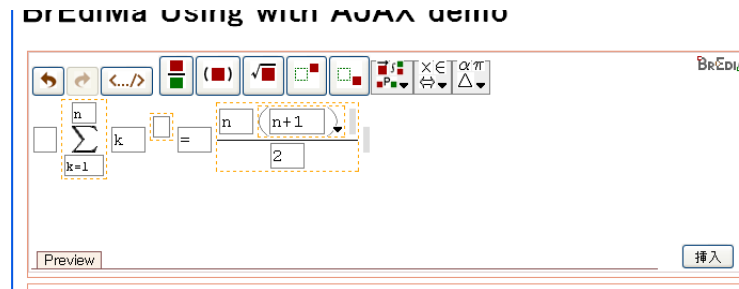 BrEdiMa Using with AJAX demo
<.../> (■) √■ ∫ P × ∈ ⇔ α π △
BrEDi
n
∑ k = n (n+1)
k=1
2
Preview
挿入